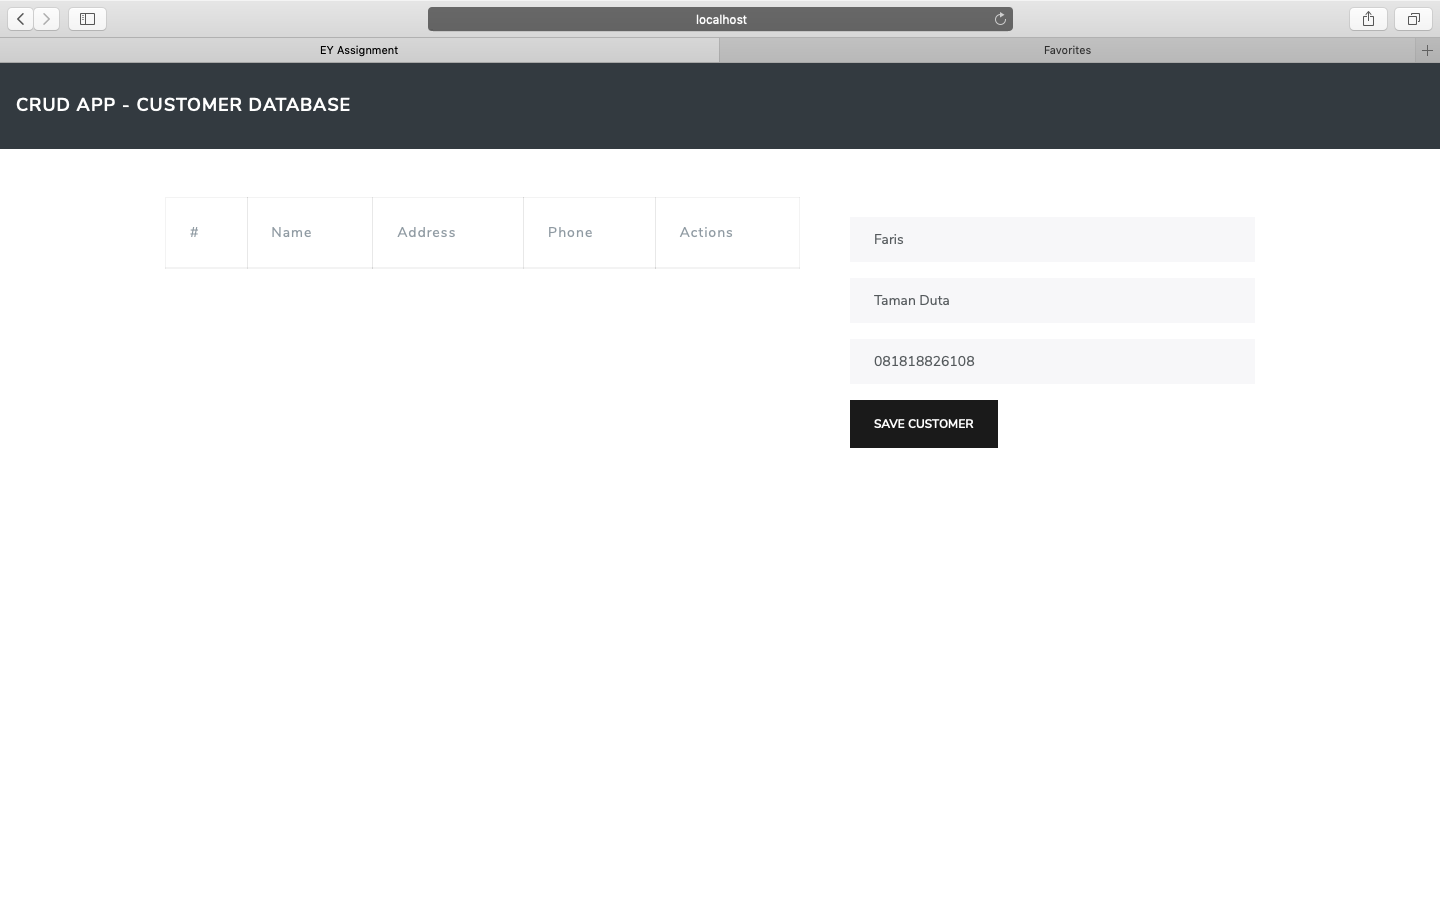 localhost
EY Assignment
Favorites
CRUD APP - CUSTOMER DATABASE
# Name Address Phone Actions
Faris
Taman Duta
081818826108
SAVE CUSTOMER